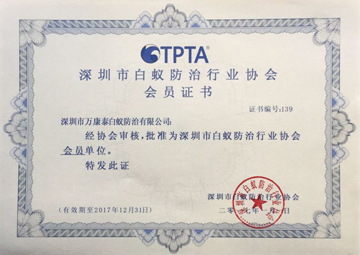 TPTA®
深圳市白蚁防治行业协会
会员证书
证书编号:139
深圳市万康泰白蚁防治有限公司:
经协会审核,批准为深圳市白蚁防治行业协会
会员单位。
特发此证
深圳市白蚁防治行业协会
(有效期至2017年12月31日)